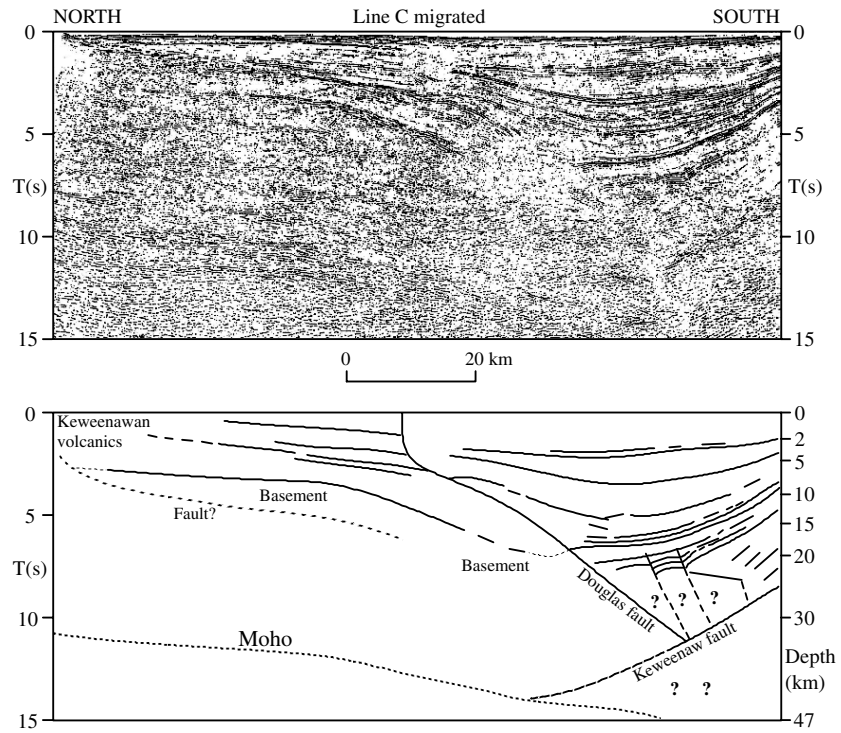 NORTH Line C migrated SOUTH
0 0
5 5
T(s) T(s)
10 10
15 15
0 20 km
0 0
Keweenawan
volcanics
2
5
Basement 10
Fault?
5 15
Basement 20
T(s)
Douglas fault
? ? ?
10 30
Moho
Keweenaw fault
Depth
(km)
? ?
15 47